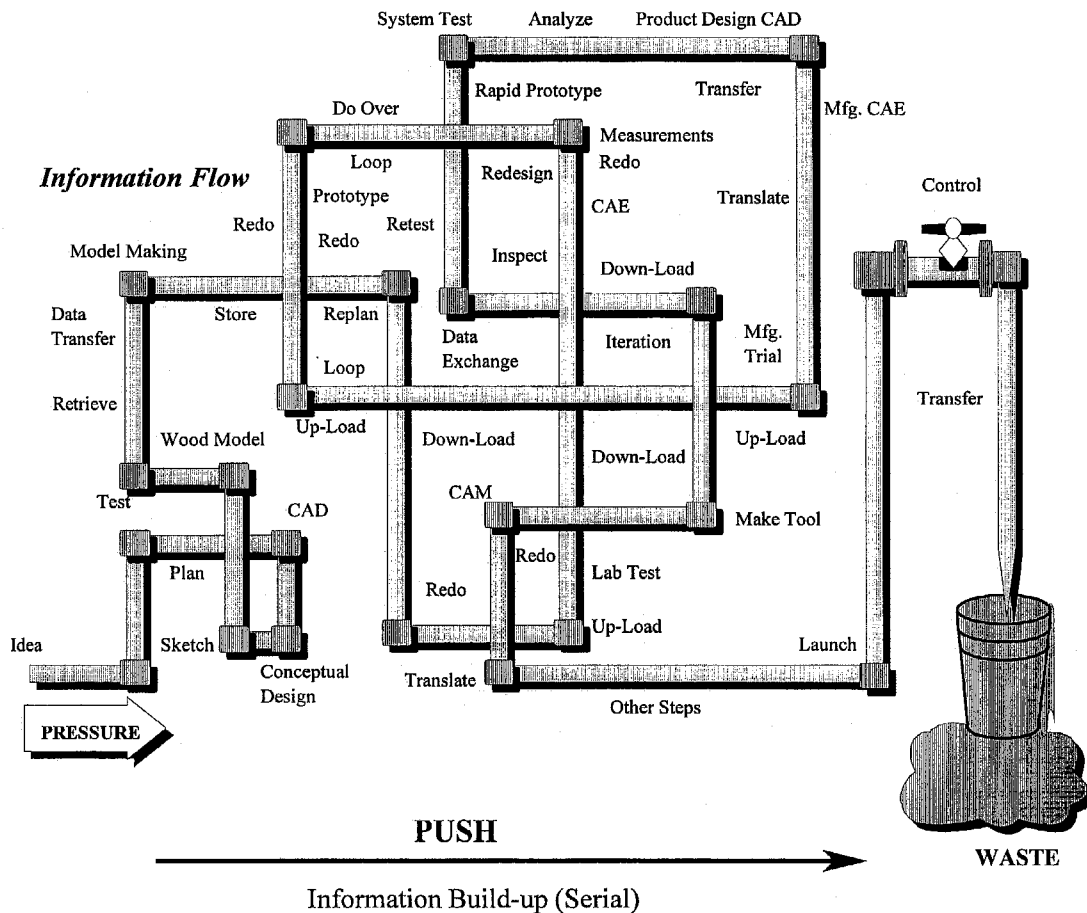 System Test
Analyze
Product Design CAD
Rapid Prototype
Transfer
Mfg. CAE
Do Over
Measurements
Loop
Redesign
Redo
Information Flow
Prototype
Translate
Control
Redo
Retest
CAE
Redo
Model Making
Inspect
Down-Load
Data
Transfer
Store
Replan
Data
Exchange
Iteration
Mfg.
Trial
Loop
Retrieve
Transfer
Up-Load
Wood Model
Down-Load
Down-Load
Up-Load
Test
CAM
CAD
Make Tool
Redo
Plan
Redo
Lab Test
Up-Load
Idea
Sketch
Launch
Conceptual
Design
Translate
Other Steps
PRESSURE
PUSH
WASTE
Information Build-up (Serial)